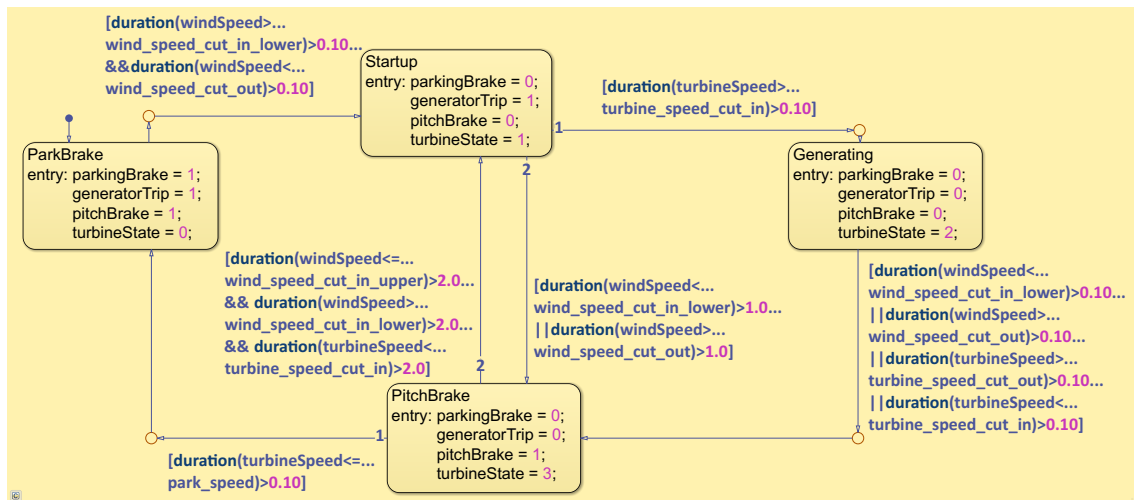 [duration(windSpeed>...
wind_speed_cut_in_lower)>0.10...
&&duration(windSpeed<...
wind_speed_cut_out)>0.10]
Startup
entry: parkingBrake = 0;
generatorTrip = 1;
pitchBrake = 0;
turbineState = 1;
[duration(turbineSpeed>...
turbine_speed_cut_in)>0.10]
1
2
ParkBrake
entry: parkingBrake = 1;
generatorTrip = 1;
pitchBrake = 1;
turbineState = 0;
Generating
entry: parkingBrake = 0;
generatorTrip = 0;
pitchBrake = 0;
turbineState = 2;
[duration(windSpeed<=...
wind_speed_cut_in_upper)>2.0...
&& duration(windSpeed>...
wind_speed_cut_in_lower)>2.0...
&& duration(turbineSpeed<...
turbine_speed_cut_in)>2.0]
2
[duration(windSpeed<...
wind_speed_cut_in_lower)>1.0...
||duration(windSpeed>...
wind_speed_cut_out)>1.0]
[duration(windSpeed<...
wind_speed_cut_in_lower)>0.10...
||duration(windSpeed>...
wind_speed_cut_out)>0.10...
||duration(turbineSpeed>...
turbine_speed_cut_out)>0.10...
||duration(turbineSpeed<...
turbine_speed_cut_in)>0.10]
PitchBrake
entry: parkingBrake = 0;
generatorTrip = 0;
pitchBrake = 1;
turbineState = 3;
1
[duration(turbineSpeed<=...
park_speed)>0.10]